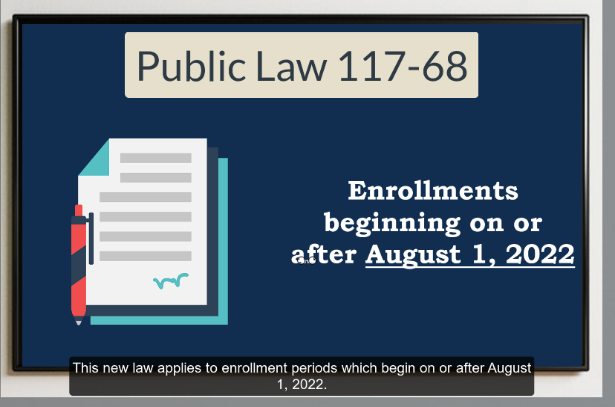 Public Law 117-68
Enrollments
beginning on or
after August 1, 2022
This new law applies to enrollment periods which begin on or after August
1, 2022.